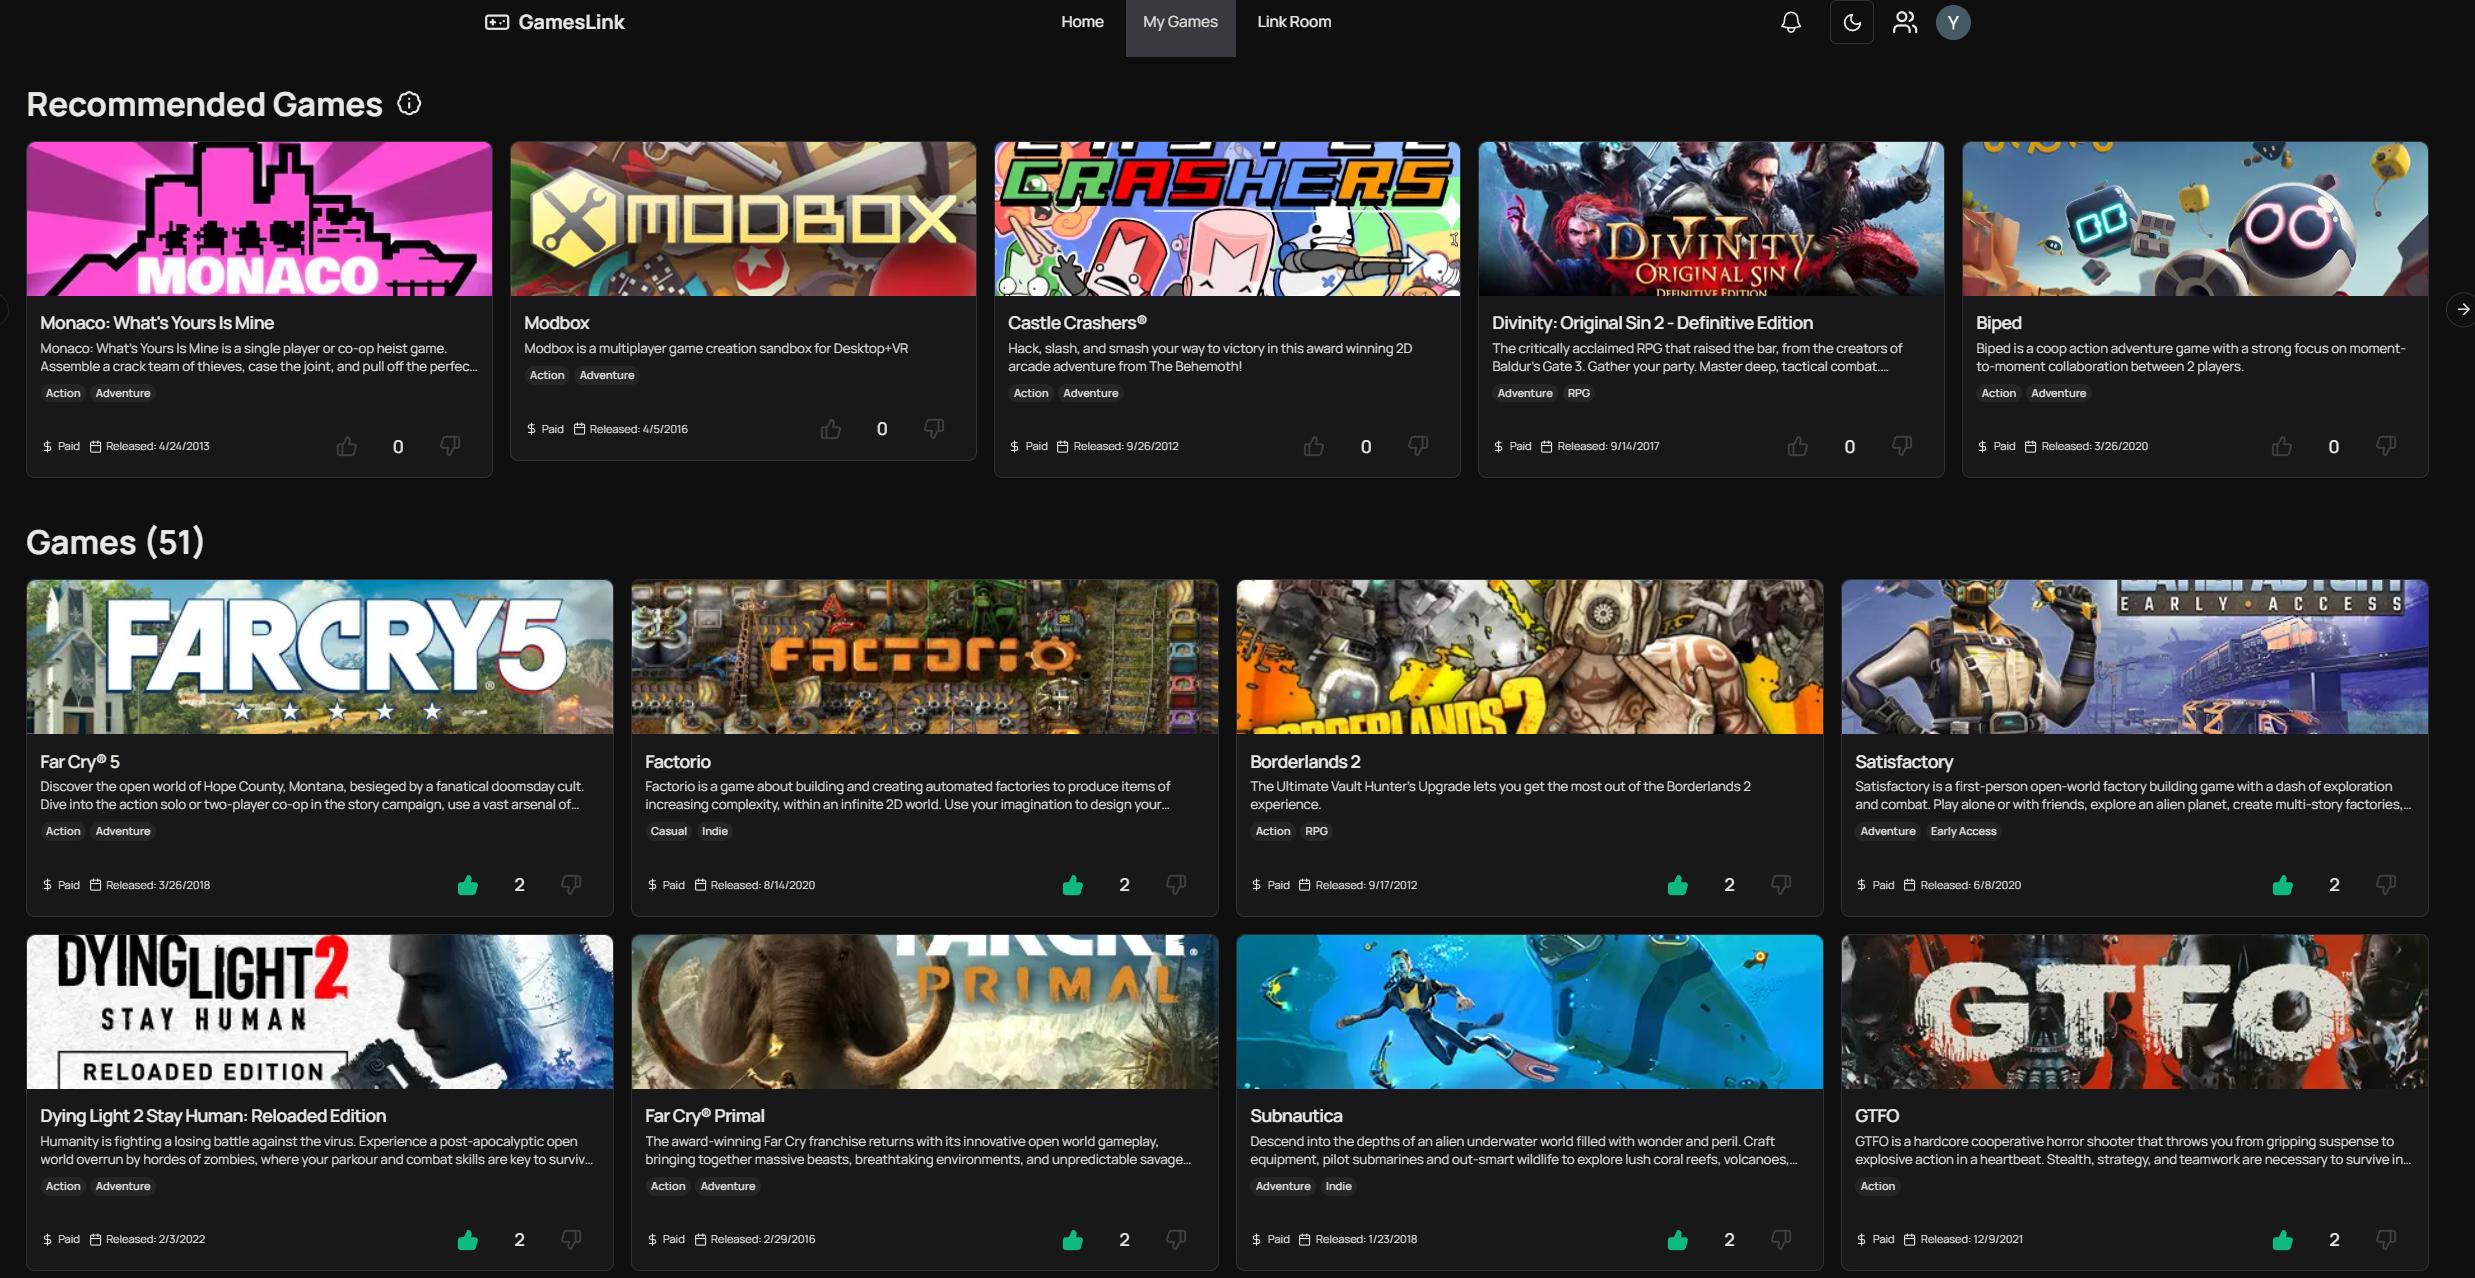 GamesLink
Home
My Games
Link Room
Y
Recommended Games
MONACO
MODBOX
CRASHERS
DIVINITY
II
ORIGINAL SIN
DEFINITIVE EDITION
Monaco: What's Yours Is Mine
Monaco: What's Yours Is Mine is a single player or co-op heist game.
Assemble a crack team of thieves, case the joint, and pull off the perfec...
Action Adventure
Paid Released: 4/24/2013 0
Modbox
Modbox is a multiplayer game creation sandbox for Desktop+VR
Action Adventure
Paid Released: 4/5/2016 0
Castle Crashers®
Hack, slash, and smash your way to victory in this award winning 2D
arcade adventure from The Behemoth!
Action Adventure
Paid Released: 9/26/2012 0
Divinity: Original Sin 2 - Definitive Edition
The critically acclaimed RPG that raised the bar, from the creators of
Baldur's Gate 3. Gather your party. Master deep, tactical combat....
Adventure RPG
Paid Released: 9/14/2017 0
Biped
Biped is a coop action adventure game with a strong focus on moment-
to-moment collaboration between 2 players.
Action Adventure
Paid Released: 3/26/2020 0
Games (51)
FARCRY5
FACTORIO
BORDERLANDS 2
EARLY ACCESS
Far Cry® 5
Discover the open world of Hope County, Montana, besieged by a fanatical doomsday cult.
Dive into the action solo or two-player co-op in the story campaign, use a vast arsenal of...
Action Adventure
Paid Released: 3/26/2018 2
Factorio
Factorio is a game about building and creating automated factories to produce items of
increasing complexity, within an infinite 2D world. Use your imagination to design your...
Casual Indie
Paid Released: 8/14/2020 2
Borderlands 2
The Ultimate Vault Hunter's Upgrade lets you get the most out of the Borderlands 2
experience.
Action RPG
Paid Released: 9/17/2012 2
Satisfactory
Satisfactory is a first-person open-world factory building game with a dash of exploration
and combat. Play alone or with friends, explore an alien planet, create multi-story factories,...
Adventure Early Access
Paid Released: 6/8/2020 2
DYING LIGHT 2
STAY HUMAN
RELOADED EDITION
FARCRY
PRIMAL
GTFO
Dying Light 2 Stay Human: Reloaded Edition
Humanity is fighting a losing battle against the virus. Experience a post-apocalyptic open
world overrun by hordes of zombies, where your parkour and combat skills are key to surviv...
Action Adventure
Paid Released: 2/3/2022 2
Far Cry® Primal
The award-winning Far Cry franchise returns with its innovative open world gameplay,
bringing together massive beasts, breathtaking environments, and unpredictable savage...
Action Adventure
Paid Released: 2/29/2016 2
Subnautica
Descend into the depths of an alien underwater world filled with wonder and peril. Craft
equipment, pilot submarines and out-smart wildlife to explore lush coral reefs, volcanoes,...
Adventure Indie
Paid Released: 1/23/2018 2
GTFO
GTFO is a hardcore cooperative horror shooter that throws you from gripping suspense to
explosive action in a heartbeat. Stealth, strategy, and teamwork are necessary to survive in...
Action
Paid Released: 12/9/2021 2